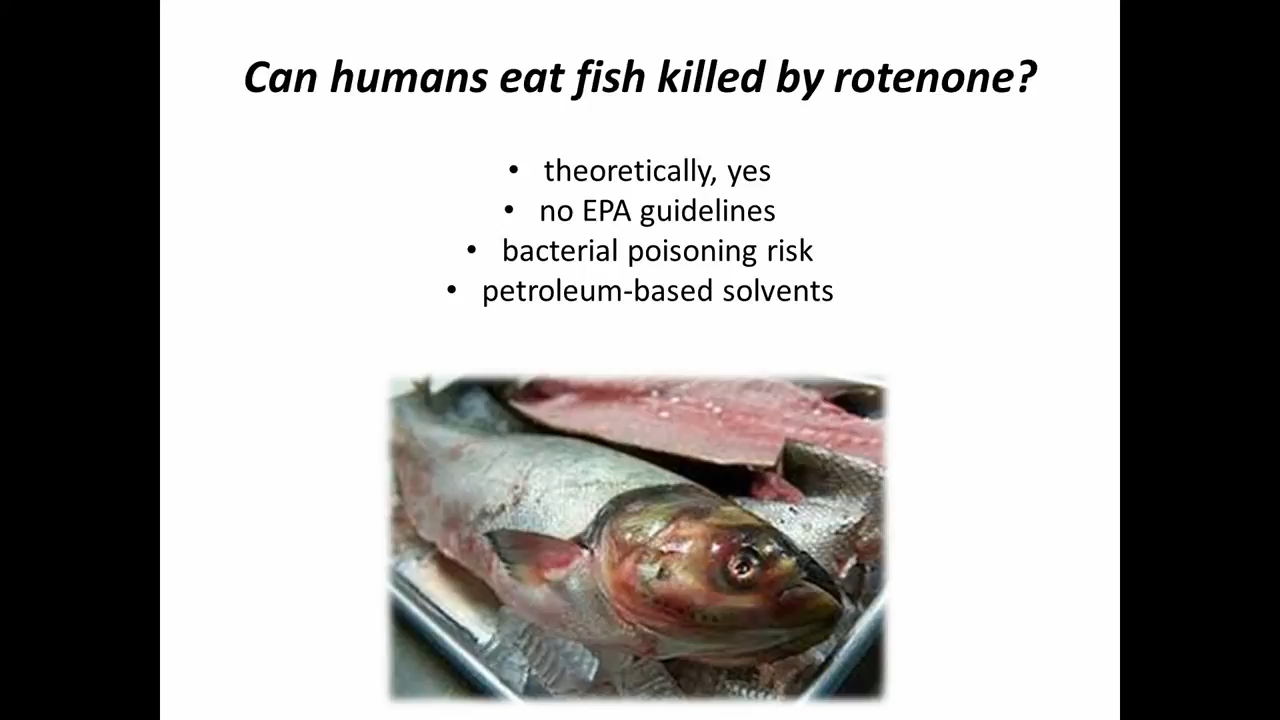 Can humans eat fish killed by rotenone?
• theoretically, yes
• no EPA guidelines
• bacterial poisoning risk
• petroleum-based solvents